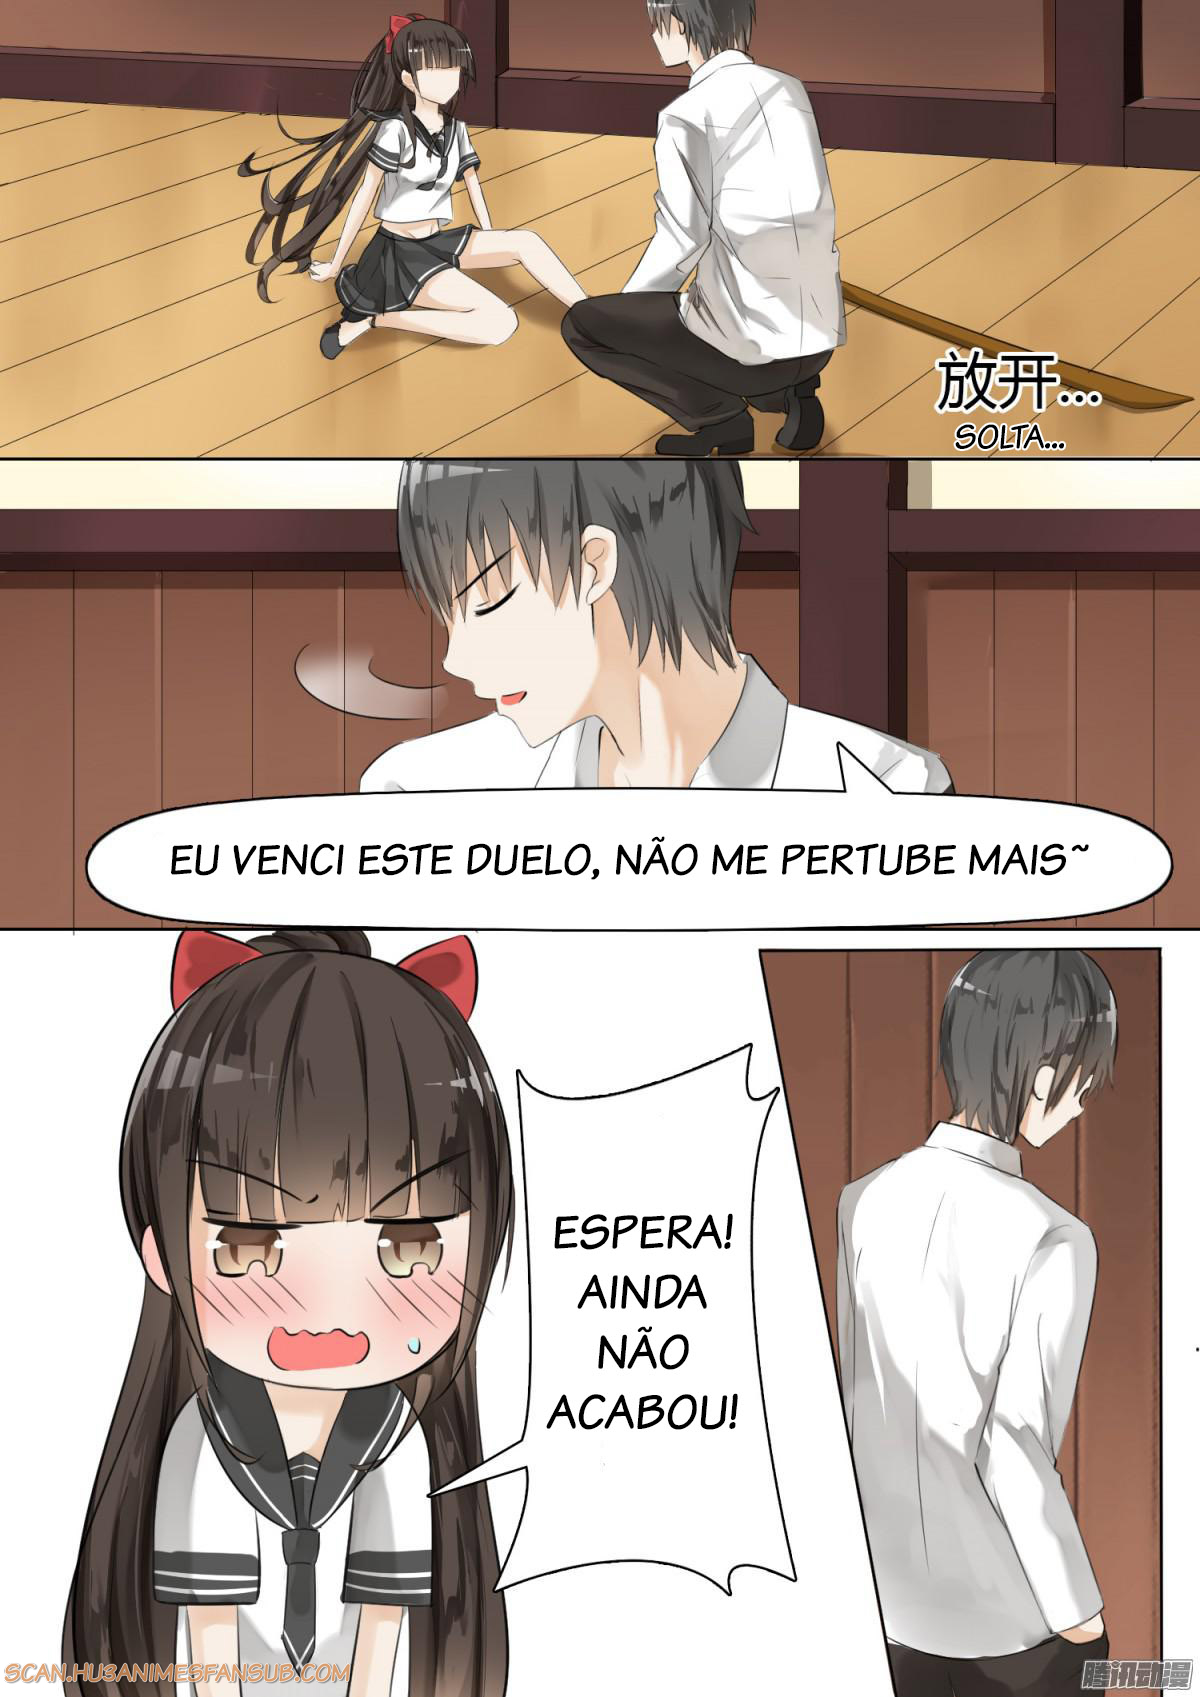 放开...
SOLTA...
EU VENCI ESTE DUELO, NÃO ME PERTUBE MAIS~
ESPERA!
AINDA
NÃO
ACABOU!
SCAN.HUSANIMESFANSUB.COM
腾讯动漫